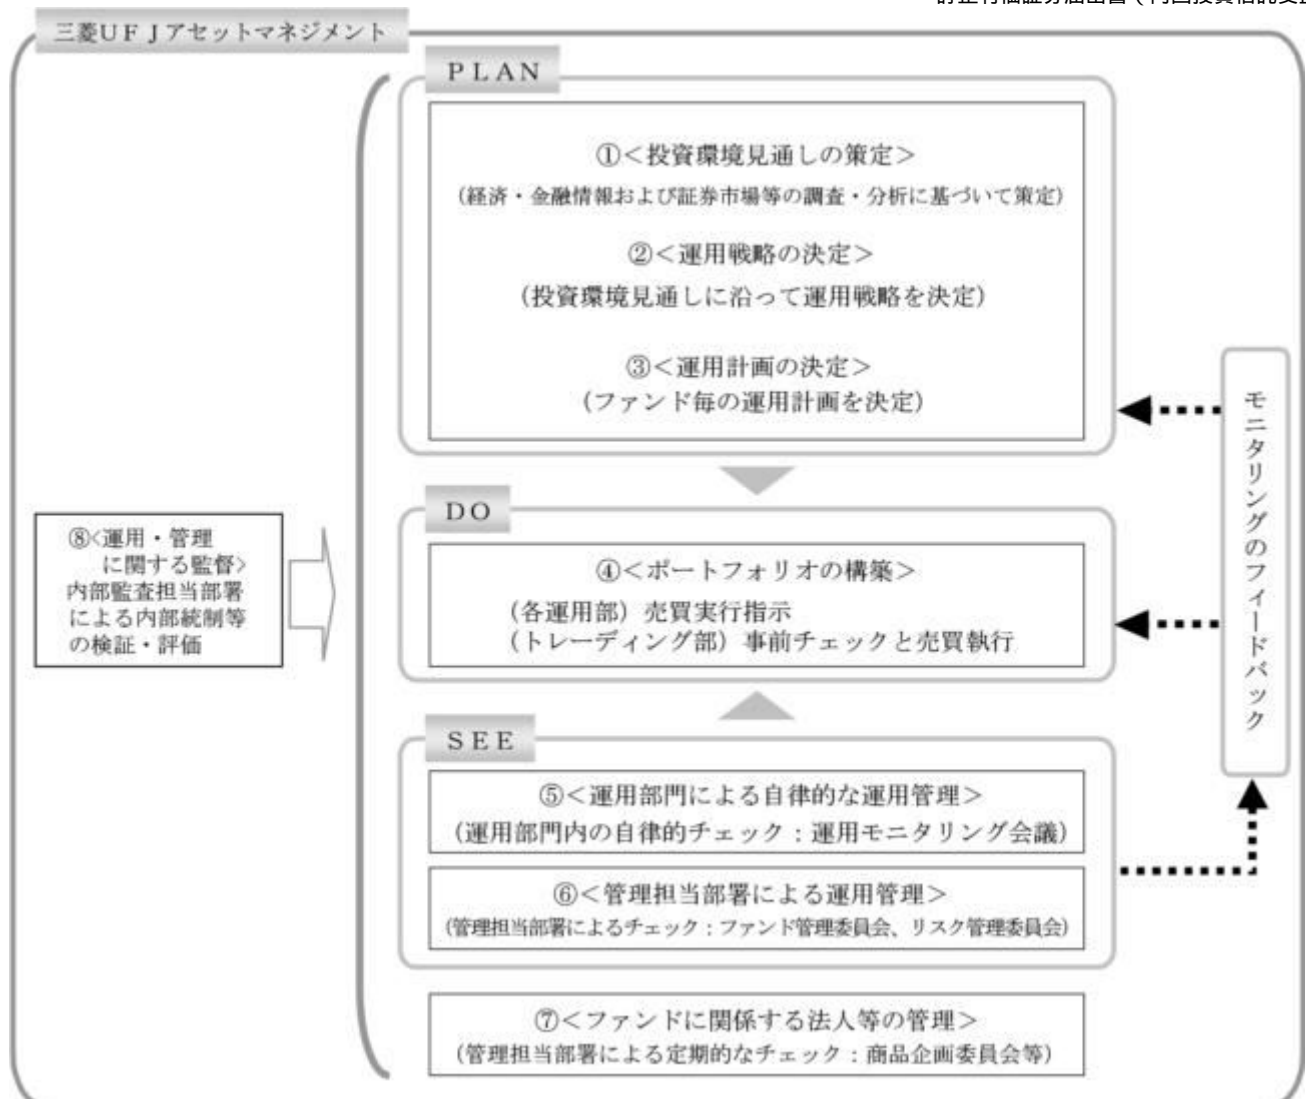 三菱ＵＦＪアセットマネジメント
ＰＬＡＮ
①＜投資環境見通しの策定＞
（経済・金融情報および証券市場等の調査・分析に基づいて策定）
②＜運用戦略の決定＞
（投資環境見通しに沿って運用戦略を決定）
③＜運用計画の決定＞
（ファンド毎の運用計画を決定）
ＤＯ
④＜ポートフォリオの構築＞
（各運用部）売買実行指示
（トレーディング部）事前チェックと売買執行
ＳＥＥ
⑤＜運用部門による自律的な運用管理＞
（運用部門内の自律的チェック：運用モニタリング会議）
⑥＜管理担当部署による運用管理＞
（管理担当部署によるチェック：ファンド管理委員会、リスク管理委員会）
⑦＜ファンドに関係する法人等の管理＞
（管理担当部署による定期的なチェック：商品企画委員会等）
⑧<運用・管理
に関する監督>
内部監査担当部署
による内部統制等
の検証・評価
モニタリングのフィードバック